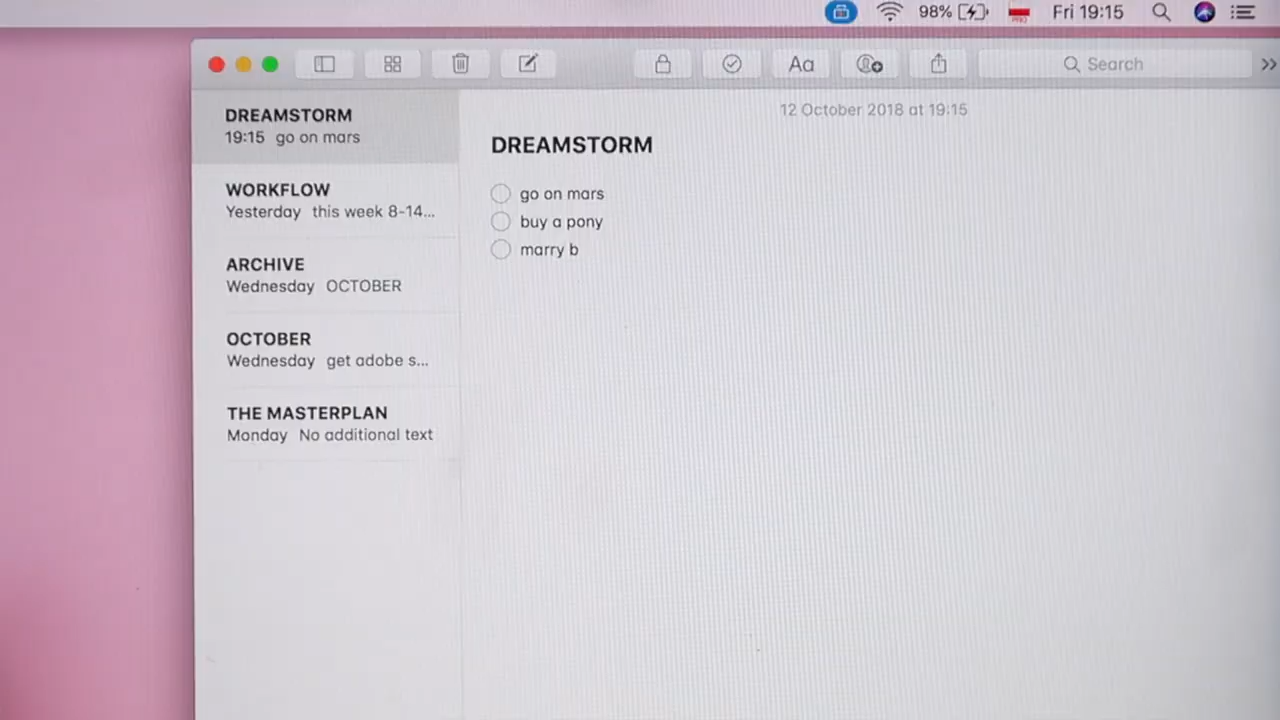 98% Fri 19:15
Aa Search
DREAMSTORM
19:15 go on mars
WORKFLOW
Yesterday this week 8-14...
ARCHIVE
Wednesday OCTOBER
OCTOBER
Wednesday get adobe s...
THE MASTERPLAN
Monday No additional text
12 October 2018 at 19:15
DREAMSTORM
go on mars
buy a pony
marry b